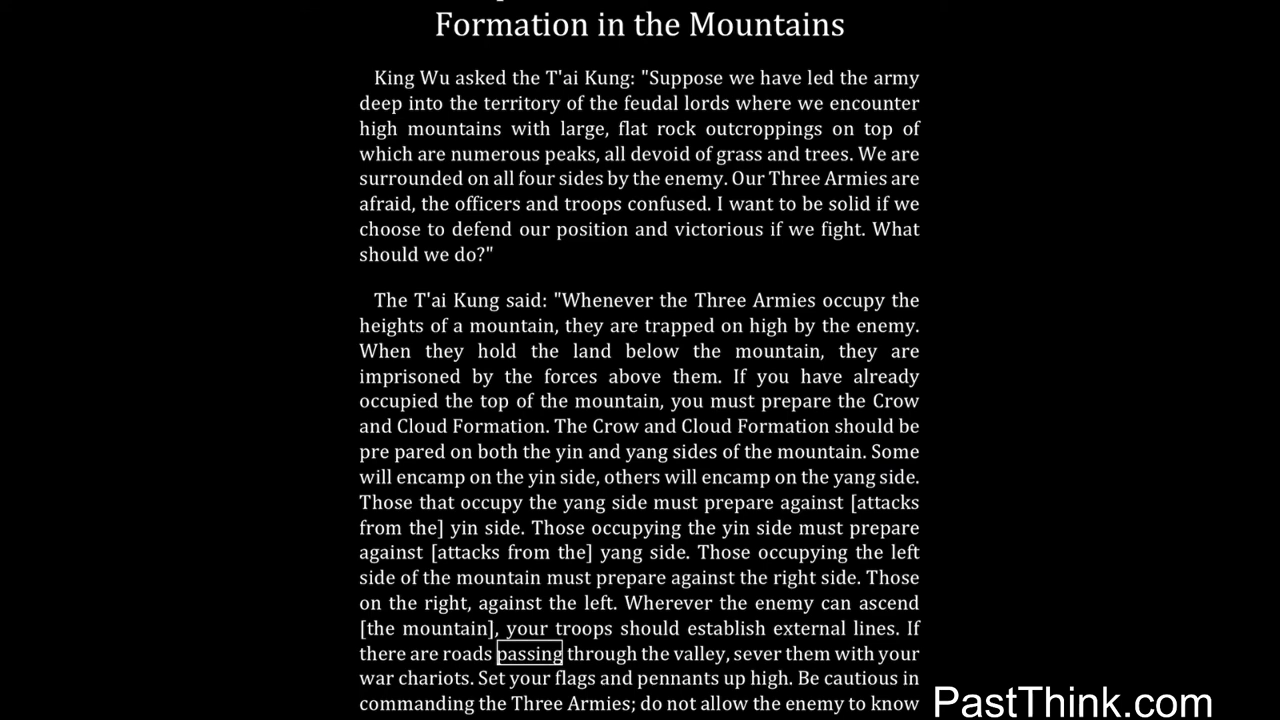 Formation in the Mountains
King Wu asked the T'ai Kung: "Suppose we have led the army
deep into the territory of the feudal lords where we encounter
high mountains with large, flat rock outcroppings on top of
which are numerous peaks, all devoid of grass and trees. We are
surrounded on all four sides by the enemy. Our Three Armies are
afraid, the officers and troops confused. I want to be solid if we
choose to defend our position and victorious if we fight. What
should we do?"
The T'ai Kung said: "Whenever the Three Armies occupy the
heights of a mountain, they are trapped on high by the enemy.
When they hold the land below the mountain, they are
imprisoned by the forces above them. If you have already
occupied the top of the mountain, you must prepare the Crow
and Cloud Formation. The Crow and Cloud Formation should be
pre pared on both the yin and yang sides of the mountain. Some
will encamp on the yin side, others will encamp on the yang side.
Those that occupy the yang side must prepare against [attacks
from the] yin side. Those occupying the yin side must prepare
against [attacks from the] yang side. Those occupying the left
side of the mountain must prepare against the right side. Those
on the right, against the left. Wherever the enemy can ascend
[the mountain], your troops should establish external lines. If
there are roads passing through the valley, sever them with your
war chariots. Set your flags and pennants up high. Be cautious in
commanding the Three Armies; do not allow the enemy to know
PastThink.com